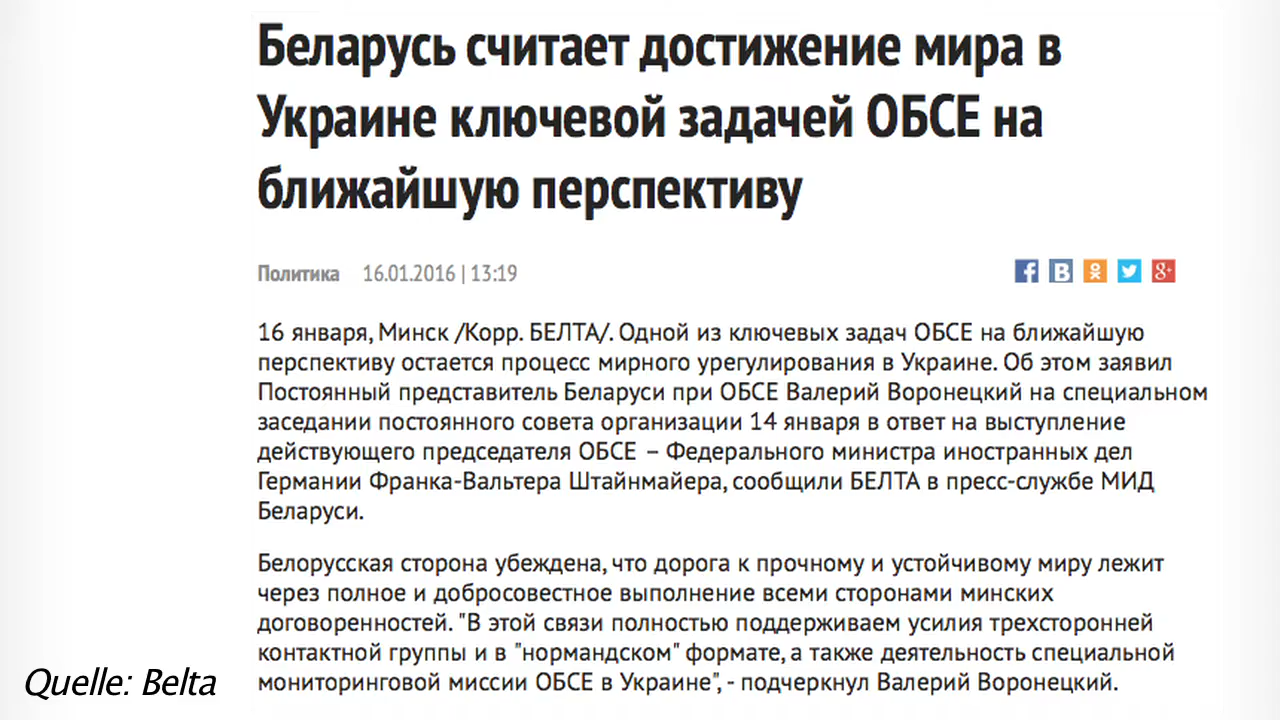 Беларусь считает достижение мира в
Украине ключевой задачей ОБСЕ на
ближайшую перспективу
Политика 16.01.2016 | 13:19
16 января, Минск /Корр. БЕЛТА/. Одной из ключевых задач ОБСЕ на ближайшую
перспективу остается процесс мирного урегулирования в Украине. Об этом заявил
Постоянный представитель Беларуси при ОБСЕ Валерий Воронецкий на специальном
заседании постоянного совета организации 14 января в ответ на выступление
действующего председателя ОБСЕ – Федерального министра иностранных дел
Германии Франка-Вальтера Штайнмайера, сообщили БЕЛТА в пресс-службе МИД
Беларуси.
Белорусская сторона убеждена, что дорога к прочному и устойчивому миру лежит
через полное и добросовестное выполнение всеми сторонами минских
договоренностей. "В этой связи полностью поддерживаем усилия трехсторонней
контактной группы и в "нормандском" формате, а также деятельность специальной
мониторинговой миссии ОБСЕ в Украине", - подчеркнул Валерий Воронецкий.
Quelle: Belta